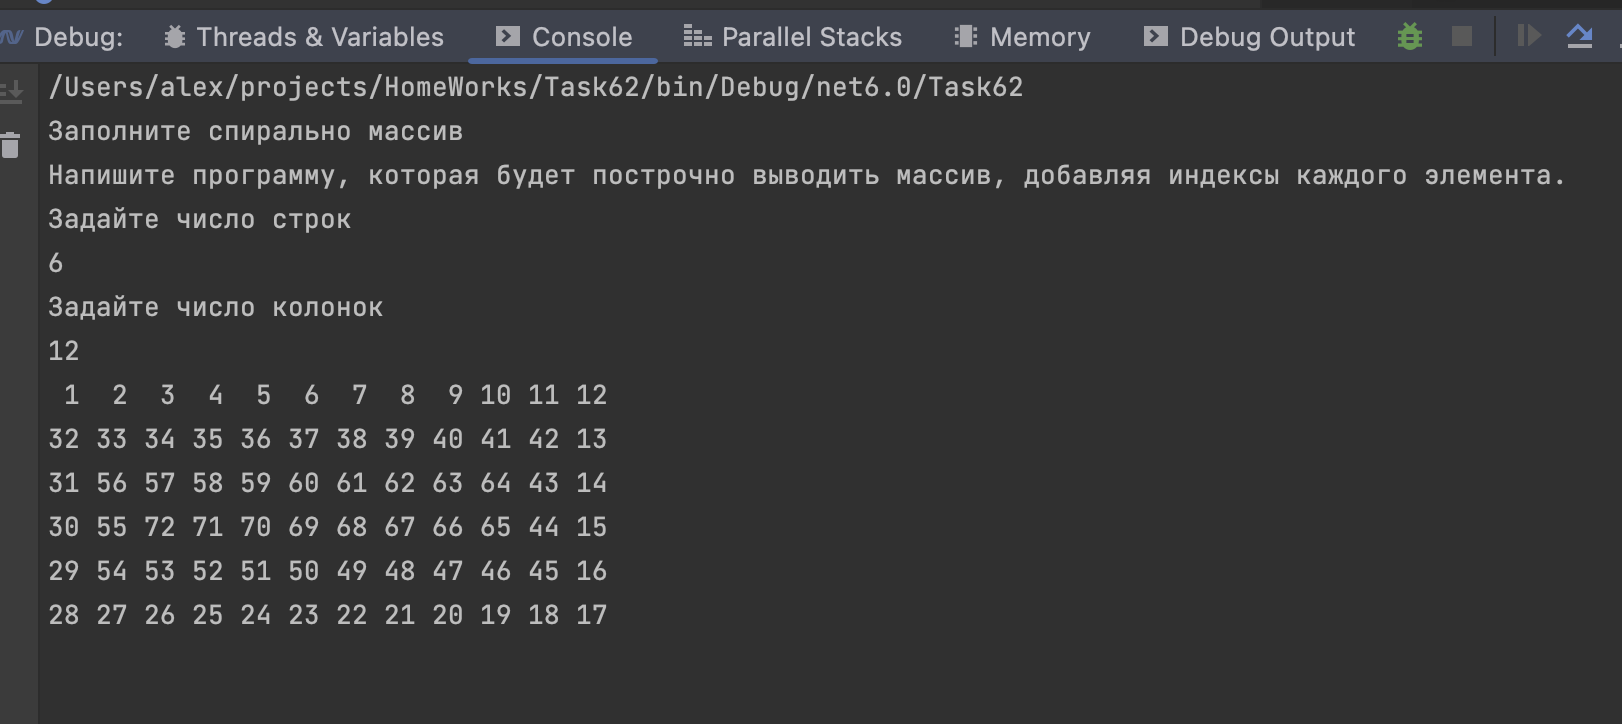 Debug: Threads & Variables Console Parallel Stacks Memory Debug Output
/Users/alex/projects/HomeWorks/Task62/bin/Debug/net6.0/Task62
Заполните спирально массив
Напишите программу, которая будет построчно выводить массив, добавляя индексы каждого элемента.
Задайте число строк
6
Задайте число колонок
12
1 2 3 4 5 6 7 8 9 10 11 12
32 33 34 35 36 37 38 39 40 41 42 13
31 56 57 58 59 60 61 62 63 64 43 14
30 55 72 71 70 69 68 67 66 65 44 15
29 54 53 52 51 50 49 48 47 46 45 16
28 27 26 25 24 23 22 21 20 19 18 17